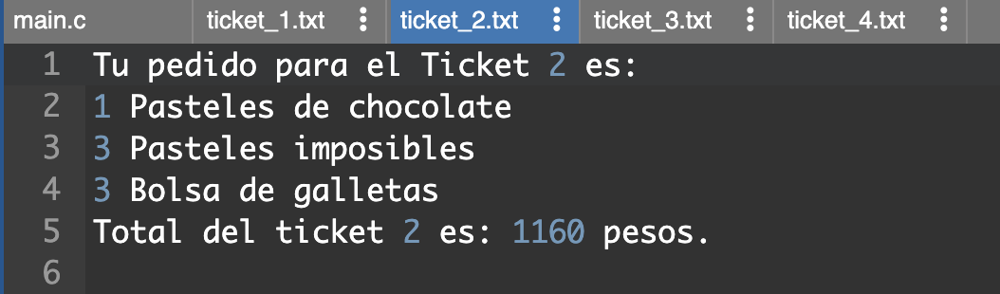 main.c ticket_1.txt ticket_2.txt ticket_3.txt ticket_4.txt
1 Tu pedido para el Ticket 2 es:
2 1 Pasteles de chocolate
3 3 Pasteles imposibles
4 3 Bolsa de galletas
5 Total del ticket 2 es: 1160 pesos.
6